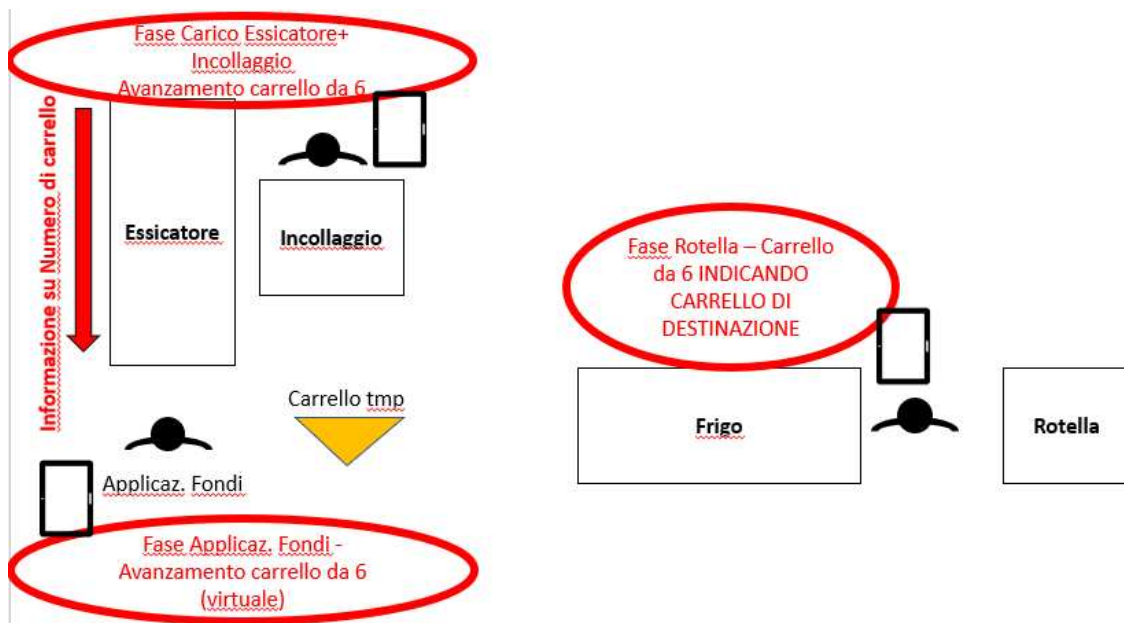 Fase Carico Essicatore+
Incollaggio
Avanzamento carrello da 6
Informazione su Numero di carrello
Essicatore
Incollaggio
Carrello tmp
Applicaz. Fondi
Fase Applicaz. Fondi -
Avanzamento carrello da 6
(virtuale)
Fase Rotella – Carrello
da 6 INDICANDO
CARRELLO DI
DESTINAZIONE
Frigo
Rotella